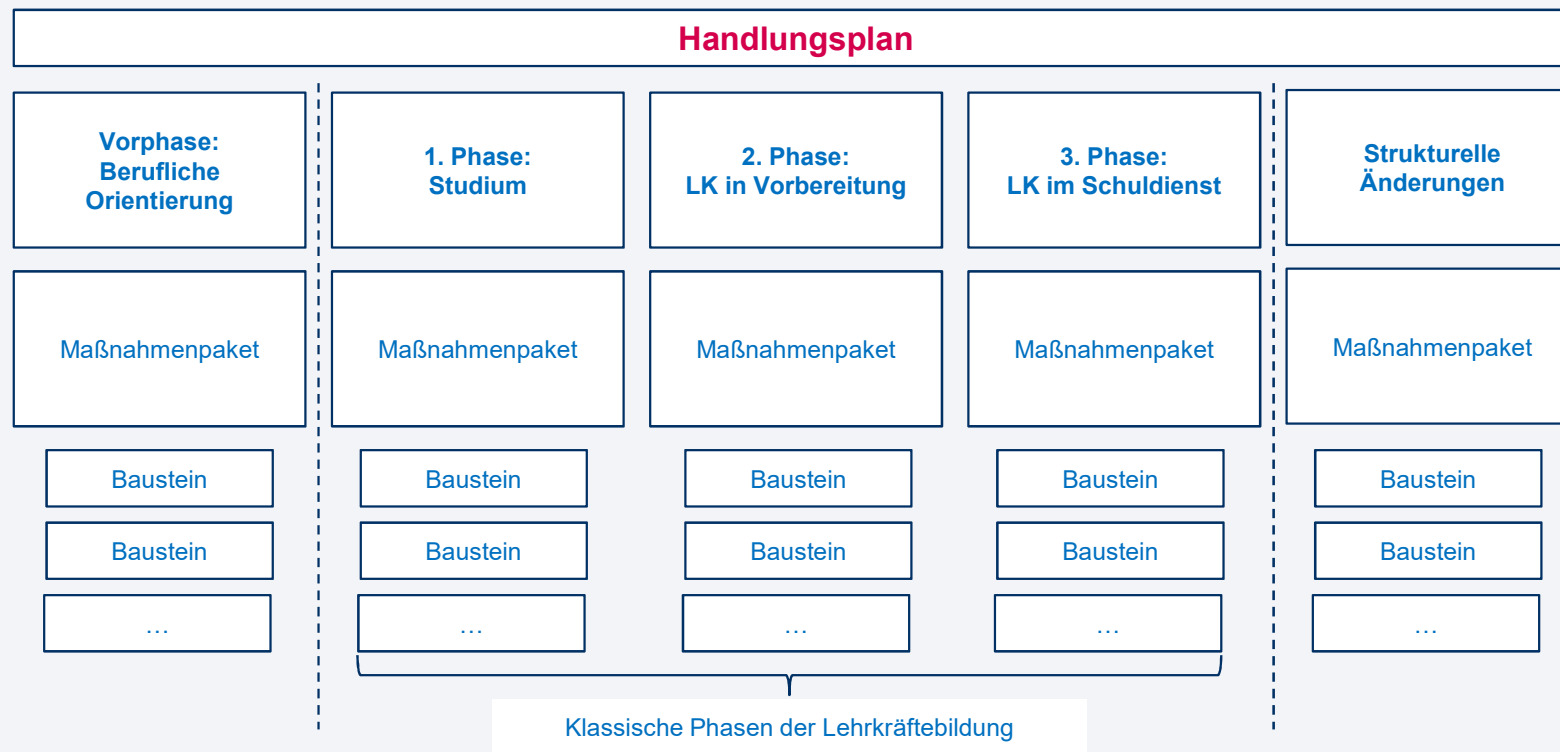 Handlungsplan
Vorphase:
Berufliche
Orientierung
1. Phase:
Studium
2. Phase:
LK in Vorbereitung
3. Phase:
LK im Schuldienst
Strukturelle
Änderungen
Maßnahmenpaket
Maßnahmenpaket
Maßnahmenpaket
Maßnahmenpaket
Maßnahmenpaket
Baustein
Baustein
Baustein
Baustein
Baustein
Baustein
Baustein
Baustein
Baustein
Baustein
…
…
…
…
…
Klassische Phasen der Lehrkräftebildung